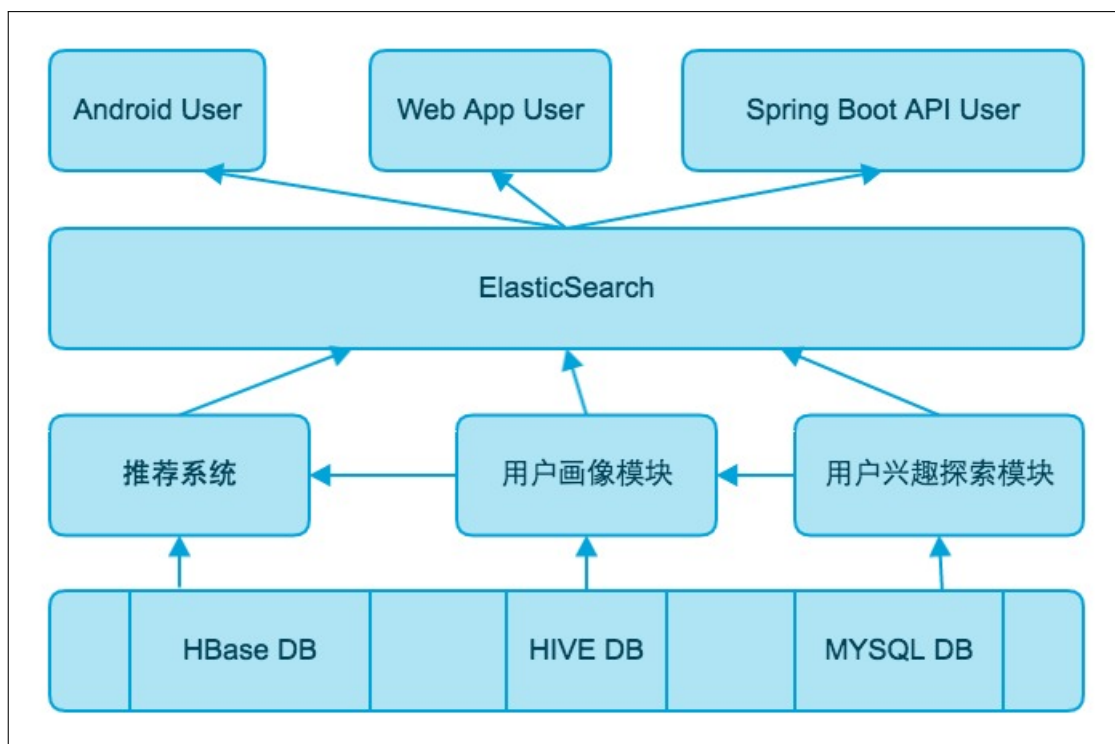 Android User
Web App User
Spring Boot API User
ElasticSearch
推荐系统
用户画像模块
用户兴趣探索模块
HBase DB
HIVE DB
MYSQL DB